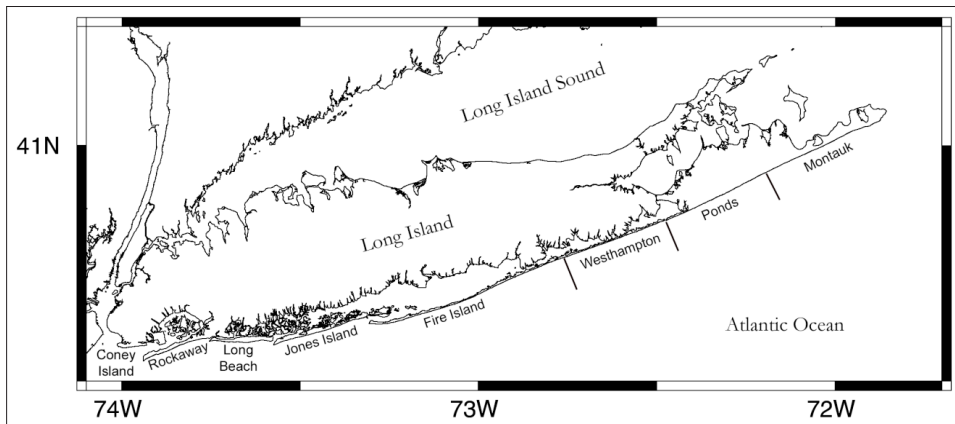 Long Island Sound
41N
Montauk
Ponds
Long Island
Westhampton
Fire Island
Atlantic Ocean
Jones Island
Long
Beach
Rockaway
Coney
Island
74W
73W
72W